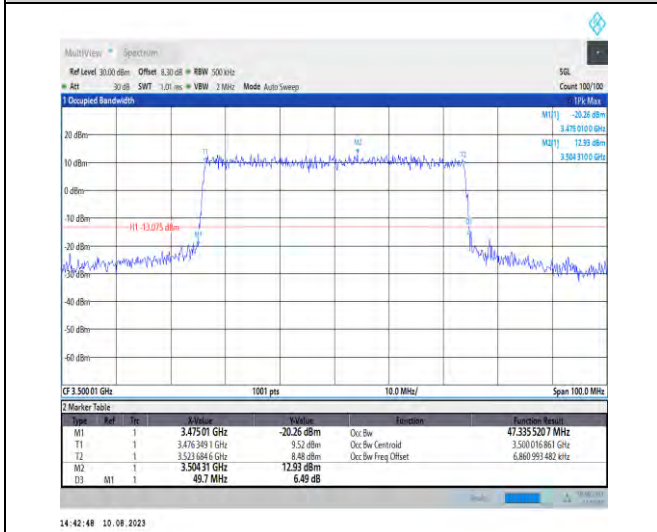 MultiView Spectrum
Ref Level 30.00 dBm Offset 8.30 dB RBW 500 kHz SGL
Att 30 dB SWT 1.01 ms VBW 2 MHz Mode Auto Sweep Count 100/100
1 Occupied Bandwidth 1Pk Max
M1[1] -20.26 dBm
3.475 010 0 GHz
M2[1] 12.93 dBm
3.504 310 0 GHz
20 dBm
M2
T1
T2
10 dBm
0 dBm
-10 dBm
H1 -13.075 dBm
M1
-20 dBm
-30 dBm
-40 dBm
-50 dBm
-60 dBm
CF 3.500 01 GHz 1001 pts 10.0 MHz/ Span 100.0 MHz
2 Marker Table
Type Ref Trc X-Value Y-Value Function Function Result
M1 1 3.475 01 GHz -20.26 dBm Occ Bw 47.335 520 7 MHz
T1 1 3.476 349 1 GHz 9.52 dBm Occ Bw Centroid 3.500 016 861 GHz
T2 1 3.523 684 6 GHz 8.48 dBm Occ Bw Freq Offset 16.860 993 482 kHz
M2 1 3.504 31 GHz 12.93 dBm
D3 M1 1 49.7 MHz 6.49 dB
14:42:48 10.08.2023